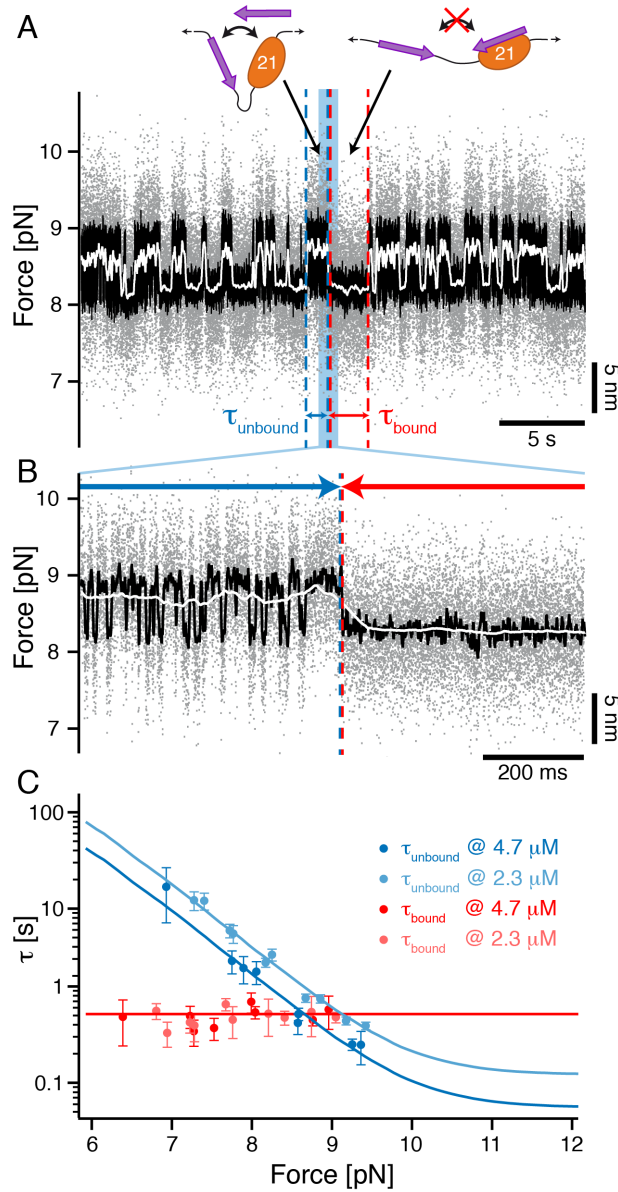 A
21
21
10
9
8
7
Force [pN]
τunbound
τbound
5 s
5 nm
B
10
9
8
7
Force [pN]
5 nm
200 ms
C
100
10
1
0.1
τ [s]
τunbound @ 4.7 μM
τunbound @ 2.3 μM
τbound @ 4.7 μM
τbound @ 2.3 μM
6 7 8 9 10 11 12
Force [pN]